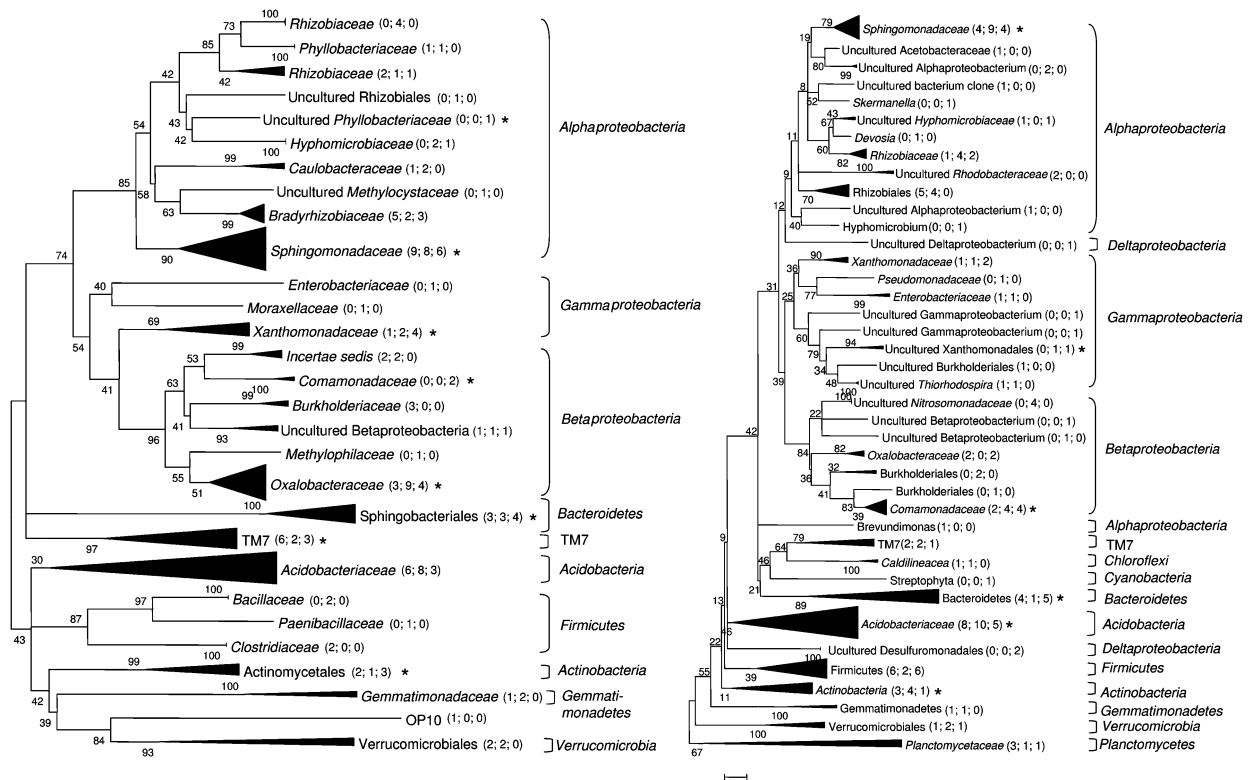 100
Rhizobiaceae (0; 4; 0)
73
Phyllobacteriaceae (1; 1; 0)
85
100
Rhizobiaceae (2; 1; 1)
42
42
Uncultured Rhizobiales (0; 1; 0)
Uncultured Phyllobacteriaceae (0; 0; 1) *
43
54
42
Hyphomicrobiaceae (0; 2; 1)
100
99
Caulobacteraceae (1; 2; 0)
85
58
Uncultured Methylocystaceae (0; 1; 0)
63
Bradyrhizobiaceae (5; 2; 3)
99
Sphingomonadaceae (9; 8; 6) *
90
Alphaproteobacteria
74
40
Enterobacteriaceae (0; 1; 0)
Moraxellaceae (0; 1; 0)
69
Xanthomonadaceae (1; 2; 4) *
54
Gammaproteobacteria
99
Incertae sedis (2; 2; 0)
53
Comamonadaceae (0; 0; 2) *
63
100
99
41
Burkholderiaceae (3; 0; 0)
41
Uncultured Betaproteobacteria (1; 1; 1)
93
96
Methylophilaceae (0; 1; 0)
55
51
Oxalobacteraceae (3; 9; 4) *
Betaproteobacteria
100
Sphingobacteriales (3; 3; 4) *
Bacteroidetes
TM7 (6; 2; 3) *
97
TM7
30
Acidobacteriaceae (6; 8; 3)
Acidobacteria
100
97
Bacillaceae (0; 2; 0)
87
Paenibacillaceae (0; 1; 0)
Clostridiaceae (2; 0; 0)
Firmicutes
43
100
99
Actinomycetales (2; 1; 3) *
Actinobacteria
42
100
Gemmatimonadaceae (1; 2; 0)
Gemmati-
monadetes
39
OP10 (1; 0; 0)
84
Verrucomicrobiales (2; 2; 0)
93
Verrucomicrobia
79
Sphingomonadaceae (4; 9; 4) *
19
Uncultured Acetobacteraceae (1; 0; 0)
80
Uncultured Alphaproteobacterium (0; 2; 0)
99
8
Uncultured bacterium clone (1; 0; 0)
52
Skermanella (0; 0; 1)
43
67
Uncultured Hyphomicrobiaceae (1; 0; 1)
11
Devosia (0; 1; 0)
60
Rhizobiaceae (1; 4; 2)
82
100
9
Uncultured Rhodobacteraceae (2; 0; 0)
Rhizobiales (5; 4; 0)
70
12
Uncultured Alphaproteobacterium (1; 0; 0)
40
Hyphomicrobium (0; 0; 1)
Alphaproteobacteria
Uncultured Deltaproteobacterium (0; 0; 1)
Deltaproteobacteria
90
Xanthomonadaceae (1; 1; 2)
36
Pseudomonadaceae (0; 1; 0)
31
25
77
Enterobacteriaceae (1; 1; 0)
99
Uncultured Gammaproteobacterium (0; 0; 1)
Uncultured Gammaproteobacterium (0; 0; 1)
60
94
79
Uncultured Xanthomonadales (0; 1; 1) *
34
Uncultured Burkholderiales (1; 0; 0)
39
48
Uncultured Thiorhodospira (1; 1; 0)
Gammaproteobacteria
100
100
Uncultured Nitrosomonadaceae (0; 4; 0)
22
Uncultured Betaproteobacterium (0; 0; 1)
42
Uncultured Betaproteobacterium (0; 1; 0)
84
82
Oxalobacteraceae (2; 0; 2)
32
36
Burkholderiales (0; 2; 0)
41
Burkholderiales (0; 1; 0)
83
Comamonadaceae (2; 4; 4) *
39
Betaproteobacteria
Brevundimonas (1; 0; 0)
Alphaproteobacteria
9
79
64
TM7(2; 2; 1)
TM7
46
Caldilineacea (1; 1; 0)
Chloroflexi
100
Streptophyta (0; 0; 1)
Cyanobacteria
21
Bacteroidetes (4; 1; 5) *
Bacteroidetes
13
89
Acidobacteriaceae (8; 10; 5) *
Acidobacteria
46
22
Ucultured Desulfuromonadales (0; 0; 2)
Deltaproteobacteria
100
Firmicutes (6; 2; 6)
Firmicutes
55
39
Actinobacteria (3; 4; 1) *
Actinobacteria
11
Gemmatimonadetes (1; 1; 0)
Gemmatimonadetes
100
Verrucomicrobiales (1; 2; 1)
Verrucomicrobia
100
Planctomycetaceae (3; 1; 1)
Planctomycetes
67